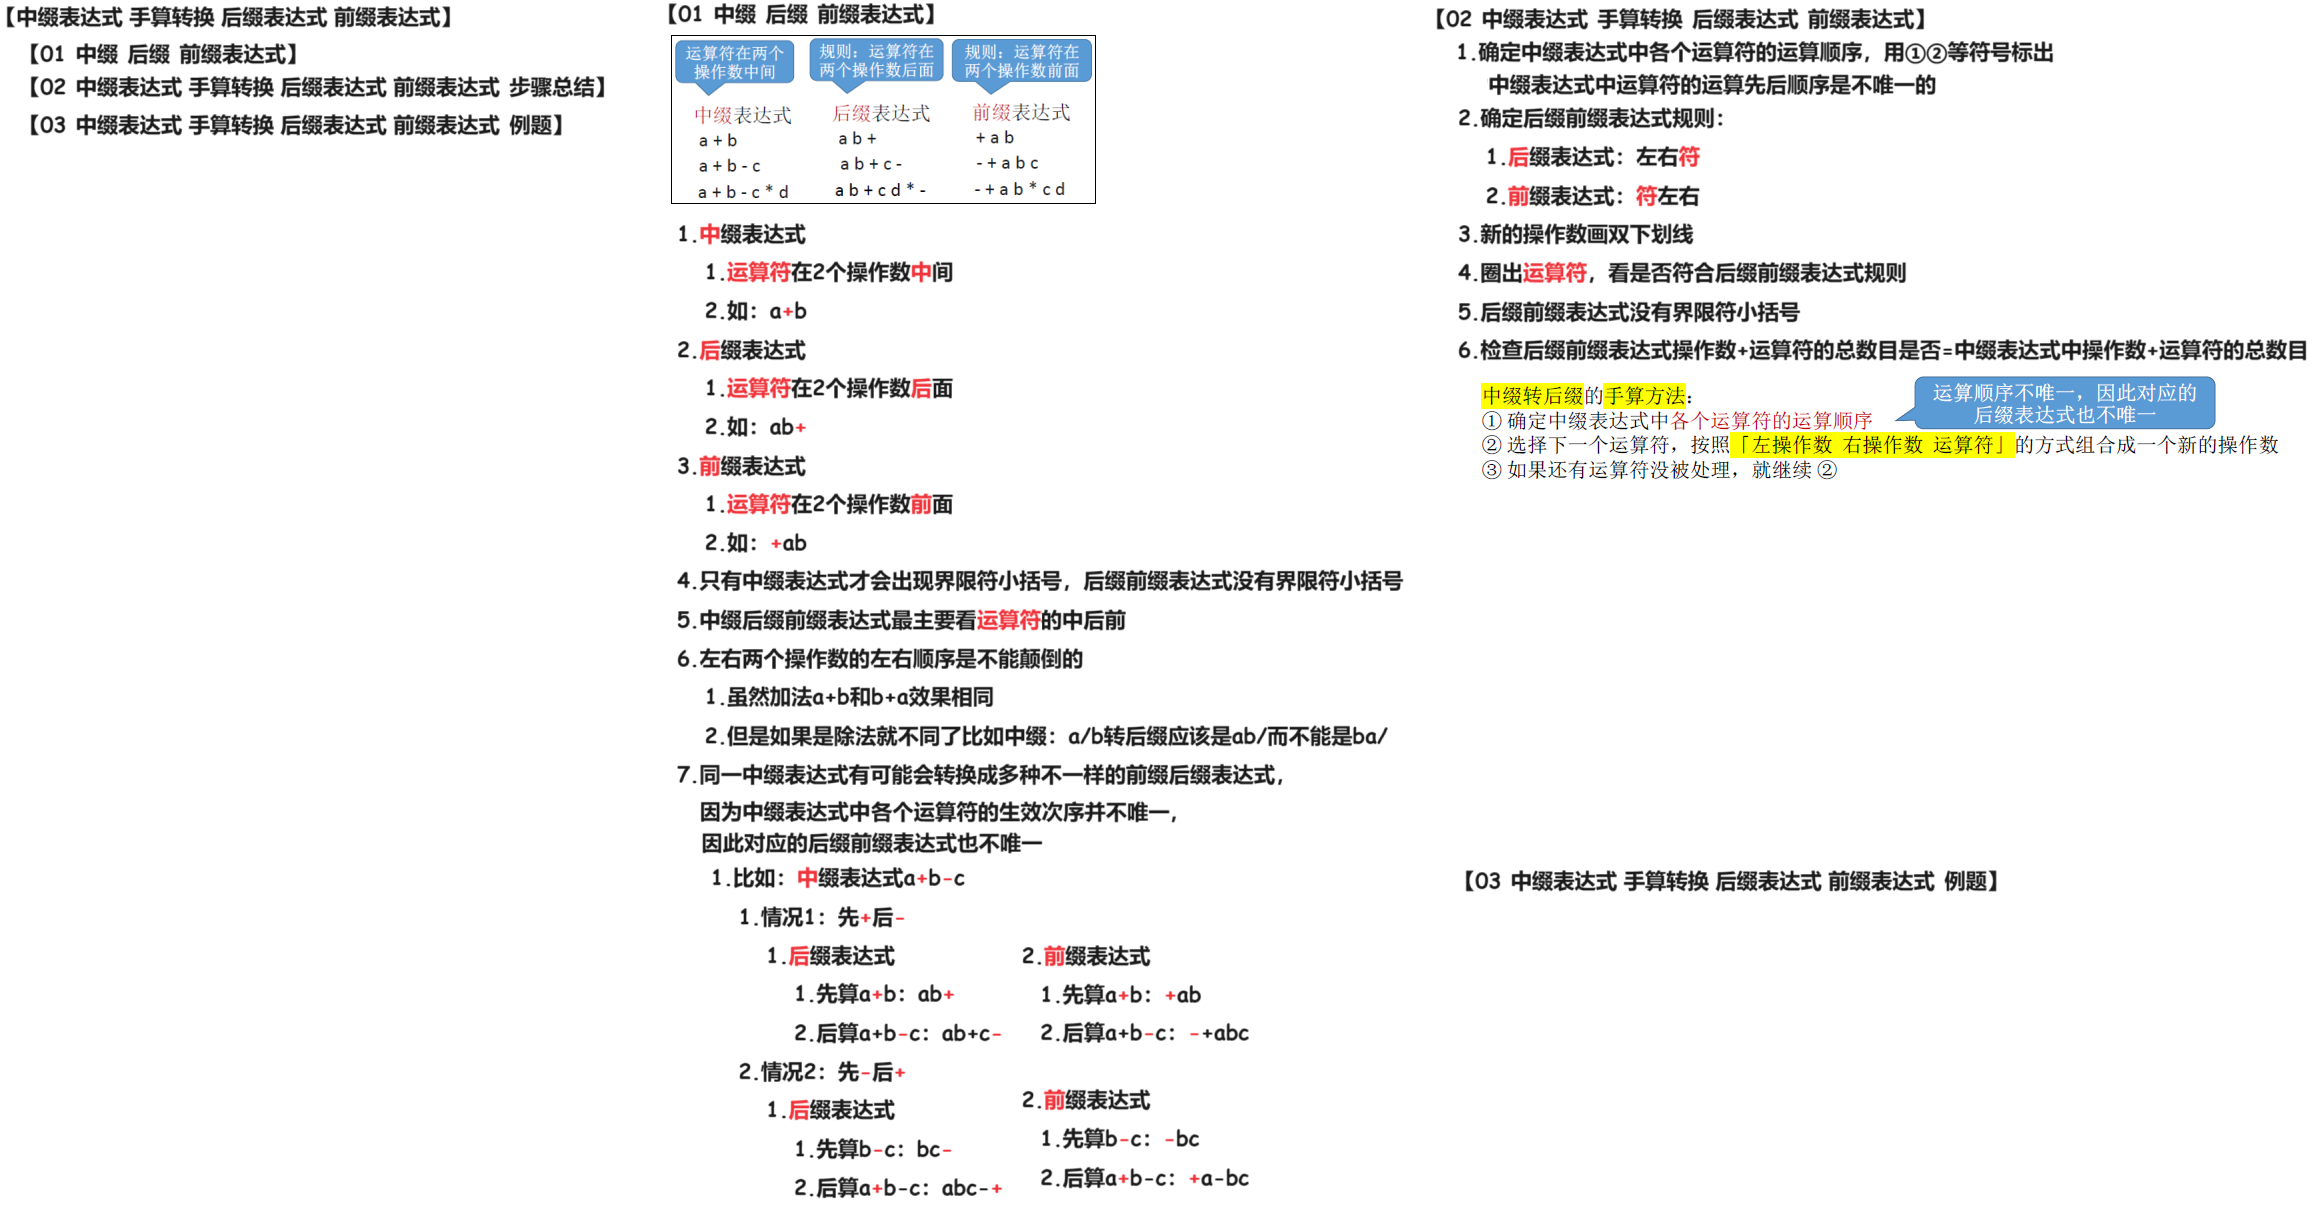 【中缀表达式 手算转换 后缀表达式 前缀表达式】
【01 中缀 后缀 前缀表达式】
【02 中缀表达式 手算转换 后缀表达式 前缀表达式 步骤总结】
【03 中缀表达式 手算转换 后缀表达式 前缀表达式 例题】
【01 中缀 后缀 前缀表达式】
运算符在两个
操作数中间
规则：运算符在
两个操作数后面
规则：运算符在
两个操作数前面
中缀表达式
后缀表达式
前缀表达式
a + b
a b +
+ a b
a + b - c
a b + c -
- + a b c
a + b - c * d
a b + c d * -
- + a b * c d
1.中缀表达式
1.运算符在2个操作数中间
2.如：a+b
2.后缀表达式
1.运算符在2个操作数后面
2.如：ab+
3.前缀表达式
1.运算符在2个操作数前面
2.如：+ab
4.只有中缀表达式才会出现界限符小括号，后缀前缀表达式没有界限符小括号
5.中缀后缀前缀表达式最主要看运算符的中后前
6.左右两个操作数的左右顺序是不能颠倒的
1.虽然加法a+b和b+a效果相同
2.但是如果是除法就不同了比如中缀：a/b转后缀应该是ab/而不能是ba/
7.同一中缀表达式有可能会转换成多种不一样的前缀后缀表达式，
因为中缀表达式中各个运算符的生效次序并不唯一，
因此对应的后缀前缀表达式也不唯一
1.比如：中缀表达式a+b-c
1.情况1：先+后-
1.后缀表达式
1.先算a+b：ab+
2.后算a+b-c：ab+c-
2.前缀表达式
1.先算a+b：+ab
2.后算a+b-c：-+abc
2.情况2：先-后+
1.后缀表达式
1.先算b-c：bc-
2.后算a+b-c：abc-+
2.前缀表达式
1.先算b-c：-bc
2.后算a+b-c：+a-bc
【02 中缀表达式 手算转换 后缀表达式 前缀表达式】
1.确定中缀表达式中各个运算符的运算顺序，用①②等符号标出
中缀表达式中运算符的运算先后顺序是不唯一的
2.确定后缀前缀表达式规则：
1.后缀表达式：左右符
2.前缀表达式：符左右
3.新的操作数画双下划线
4.圈出运算符，看是否符合后缀前缀表达式规则
5.后缀前缀表达式没有界限符小括号
6.检查后缀前缀表达式操作数+运算符的总数目是否=中缀表达式中操作数+运算符的总数目
中缀转后缀的手算方法：
① 确定中缀表达式中各个运算符的运算顺序
② 选择下一个运算符，按照「左操作数 右操作数 运算符」的方式组合成一个新的操作数
③ 如果还有运算符没被处理，就继续 ②
运算顺序不唯一，因此对应的
后缀表达式也不唯一
【03 中缀表达式 手算转换 后缀表达式 前缀表达式 例题】